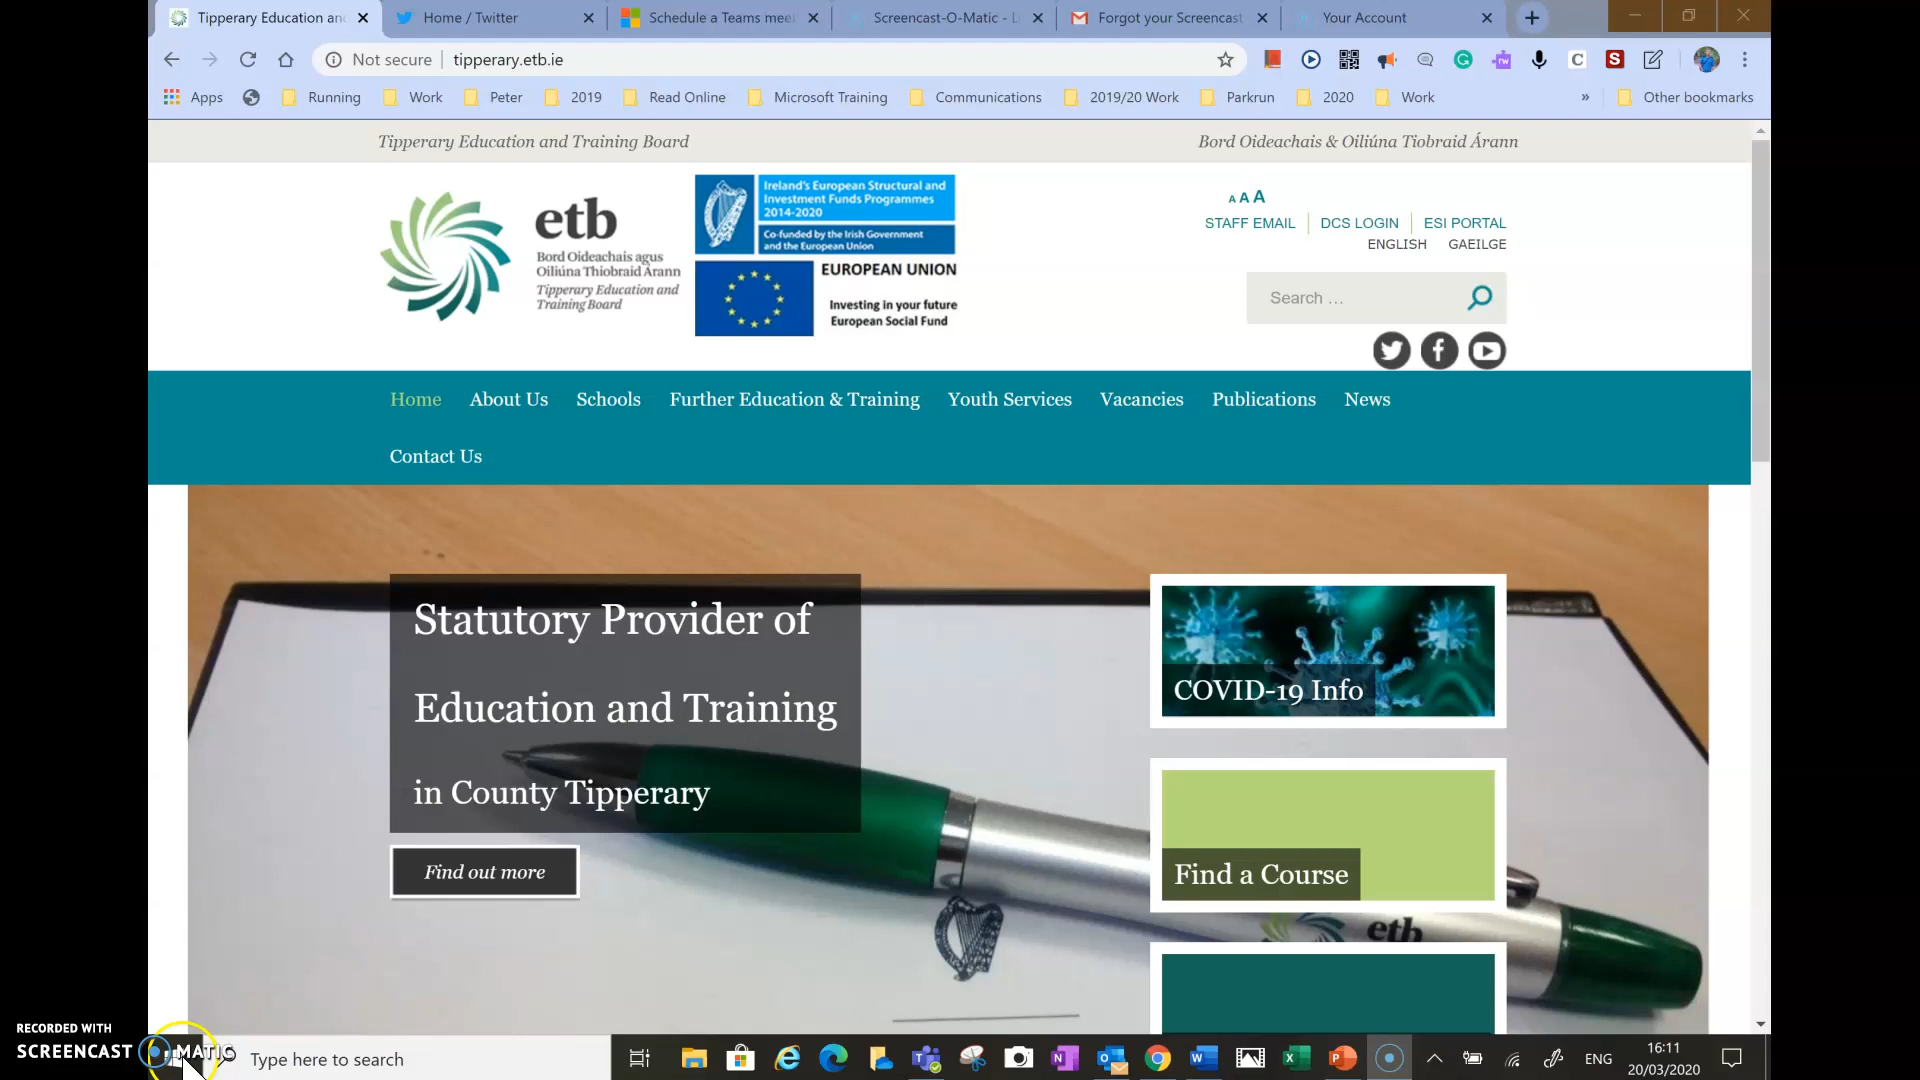 Tipperary Education an
Home / Twitter
Schedule a Teams mee
Screencast-O-Matic - L
Forgot your Screencast
Your Account
Not secure
tipperary.etb.ie
Apps
Running
Work
Peter
2019
Read Online
Microsoft Training
Communications
2019/20 Work
Parkrun
2020
Work
»
Other bookmarks
Tipperary Education and Training Board
Bord Oideachais & Oiliúna Tiobraid Árann
etb
Bord Oideachais agus
Oiliúna Thiobraid Árann
Tipperary Education and
Training Board
Ireland's European Structural and
Investment Funds Programmes
2014-2020
Co-funded by the Irish Government
and the European Union
EUROPEAN UNION
Investing in your future
European Social Fund
A A A
STAFF EMAIL
DCS LOGIN
ESI PORTAL
ENGLISH
GAEILGE
Search ...
Home
About Us
Schools
Further Education & Training
Youth Services
Vacancies
Publications
News
Contact Us
Statutory Provider of
Education and Training
in County Tipperary
Find out more
COVID-19 Info
Find a Course
etb
RECORDED WITH
SCREENCAST MATIC
Type here to search
ENG
16:11
20/03/2020